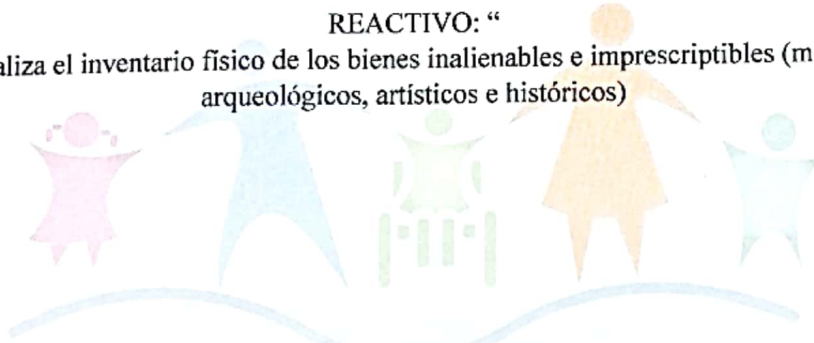 REACTIVO: “
aliza el inventario físico de los bienes inalienables e imprescriptibles (m
arqueológicos, artísticos e históricos)